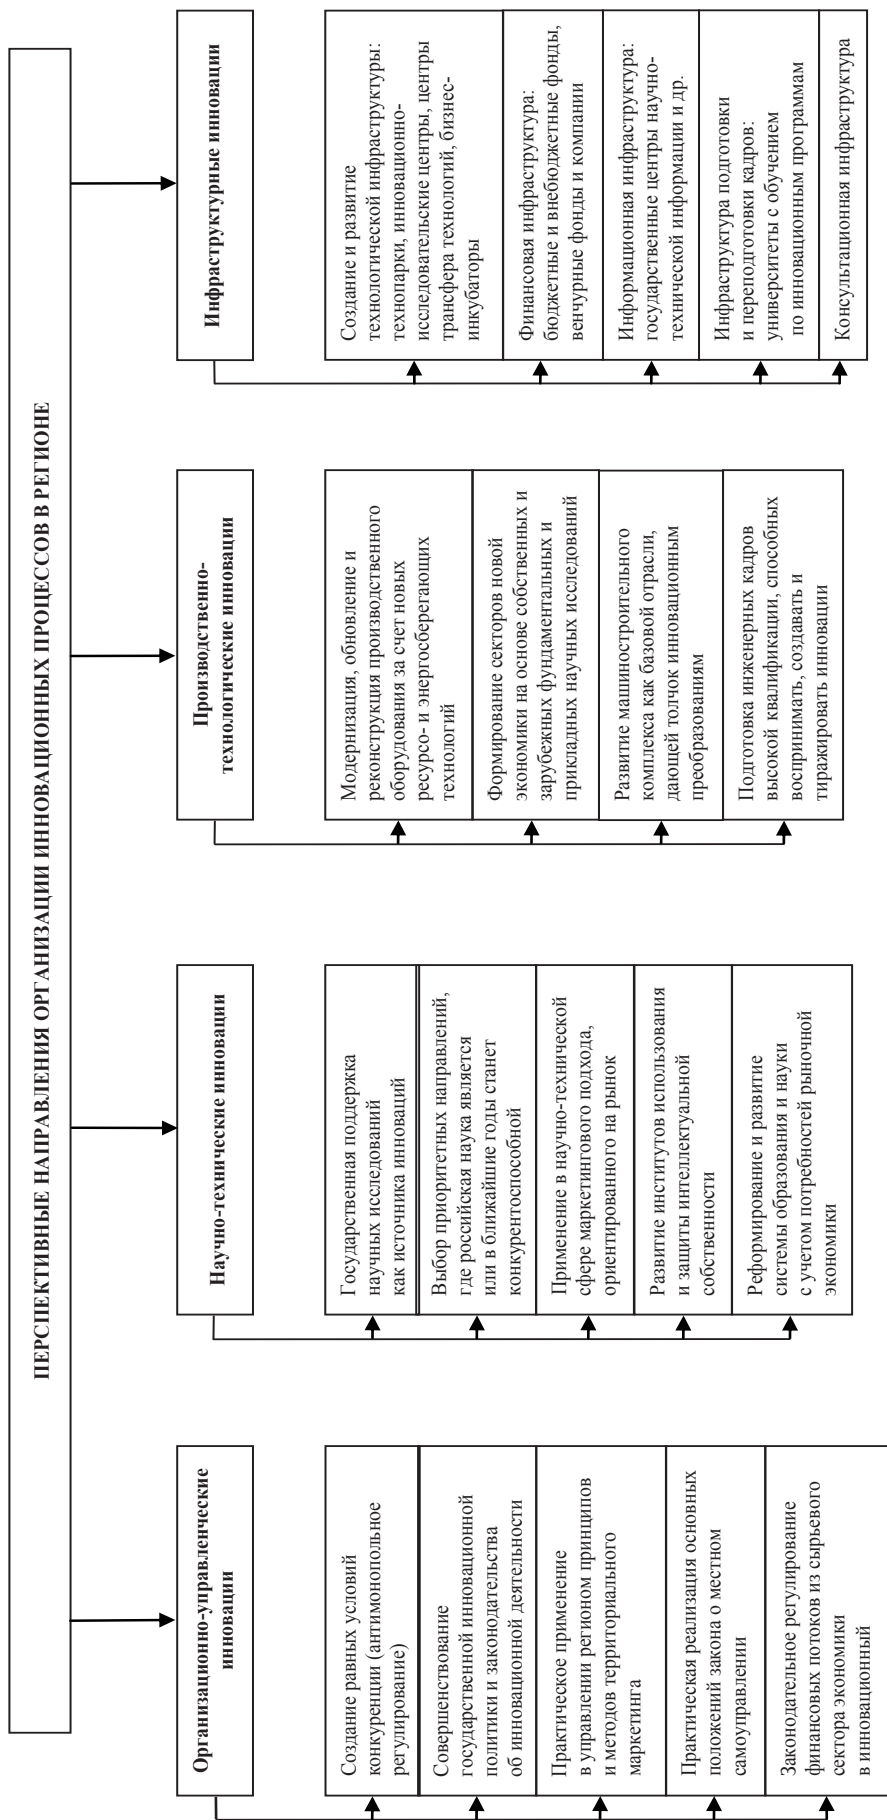 ПЕРСПЕКТИВНЫЕ НАПРАВЛЕНИЯ ОРГАНИЗАЦИИ ИННОВАЦИОННЫХ ПРОЦЕССОВ В РЕГИОНЕ
Организационно-управленческие
инновации
Создание равных условий
конкуренции (антимонопольное
регулирование)
Совершенствование
государственной инновационной
политики и законодательства
об инновационной деятельности
Практическое применение
в управлении регионом принципов
и методов территориального
маркетинга
Практическая реализация основных
положений закона о местном
самоуправлении
Законодательное регулирование
финансовых потоков из сырьевого
сектора экономики
в инновационный
Научно-технические инновации
Государственная поддержка
научных исследований
как источника инноваций
Выбор приоритетных направлений,
где российская наука является
или в ближайшие годы станет
конкурентоспособной
Применение в научно-технической
сфере маркетингового подхода,
ориентированного на рынок
Развитие институтов использования
и защиты интеллектуальной
собственности
Реформирование и развитие
системы образования и науки
с учетом потребностей рыночной
экономики
Производственно-
технологические инновации
Модернизация, обновление и
реконструкция производственного
оборудования за счет новых
ресурсо- и энергосберегающих
технологий
Формирование секторов новой
экономики на основе собственных и
зарубежных фундаментальных и
прикладных научных исследований
Развитие машиностроительного
комплекса как базовой отрасли,
дающей толчок инновационным
преобразованиям
Подготовка инженерных кадров
высокой квалификации, способных
воспринимать, создавать и
тиражировать инновации
Инфраструктурные инновации
Создание и развитие
технологической инфраструктуры:
технопарки, инновационно-
исследовательские центры, центры
трансфера технологий, бизнес-
инкубаторы
Финансовая инфраструктура:
бюджетные и внебюджетные фонды,
венчурные фонды и компании
Информационная инфраструктура:
государственные центры научно-
технической информации и др.
Инфраструктура подготовки
и переподготовки кадров:
университеты с обучением
по инновационным программам
Консультационная инфраструктура